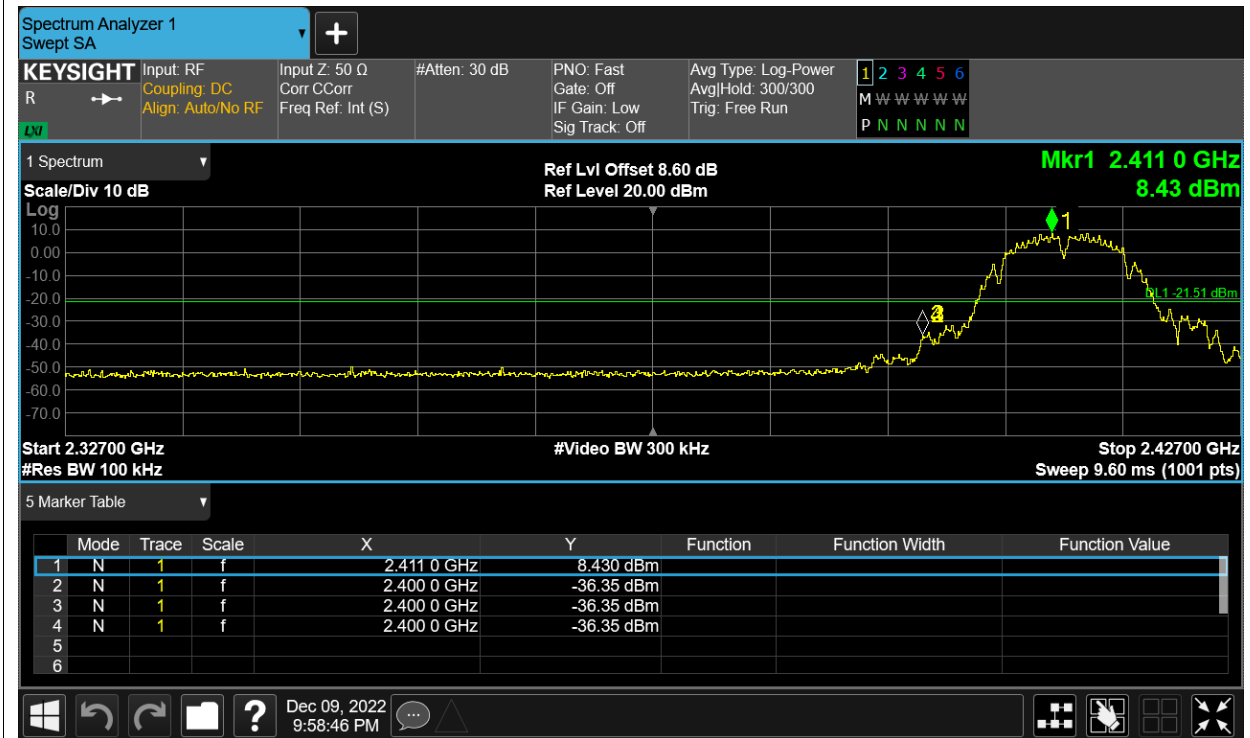 Spectrum Analyzer 1
Swept SA
KEYSIGHT
R
LXI
Input: RF
Coupling: DC
Align: Auto/No RF
Input Z: 50 Ω
Corr CCorr
Freq Ref: Int (S)
#Atten: 30 dB
PNO: Fast
Gate: Off
IF Gain: Low
Sig Track: Off
Avg Type: Log-Power
Avg|Hold: 300/300
Trig: Free Run
1 2 3 4 5 6
M W W W W W
P N N N N N
1 Spectrum
Scale/Div 10 dB
Ref Lvl Offset 8.60 dB
Ref Level 20.00 dBm
Mkr1 2.411 0 GHz
8.43 dBm
Log
10.0
0.00
-10.0
-20.0
-30.0
-40.0
-50.0
-60.0
-70.0
1
DL1 -21.51 dBm
Start 2.32700 GHz
#Res BW 100 kHz
#Video BW 300 kHz
Stop 2.42700 GHz
Sweep 9.60 ms (1001 pts)
5 Marker Table
Mode Trace Scale X Y Function Function Width Function Value
1 N 1 f 2.411 0 GHz 8.430 dBm
2 N 1 f 2.400 0 GHz -36.35 dBm
3 N 1 f 2.400 0 GHz -36.35 dBm
4 N 1 f 2.400 0 GHz -36.35 dBm
5
6
?
Dec 09, 2022
9:58:46 PM